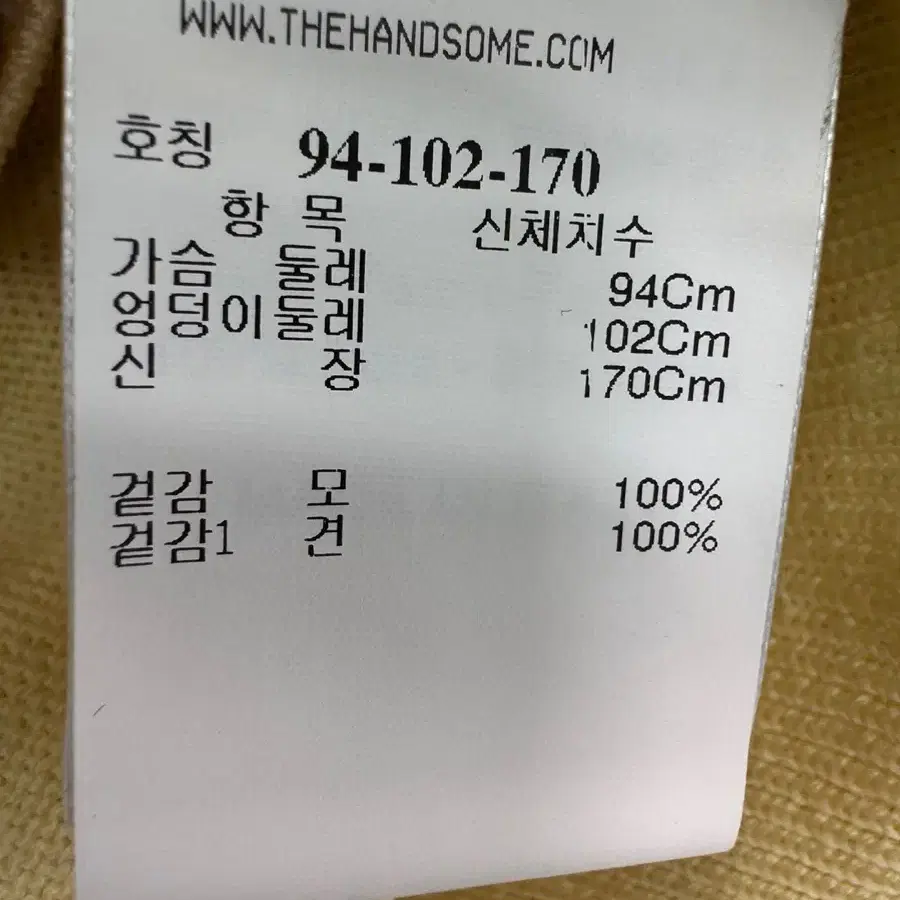 WWW.THEHANDSOME.COM
호칭 94-102-170
항 목 신체치수
가슴 둘레 94Cm
엉덩이둘레 102Cm
신 장 170Cm
겉감 모 100%
겉감1 견 100%